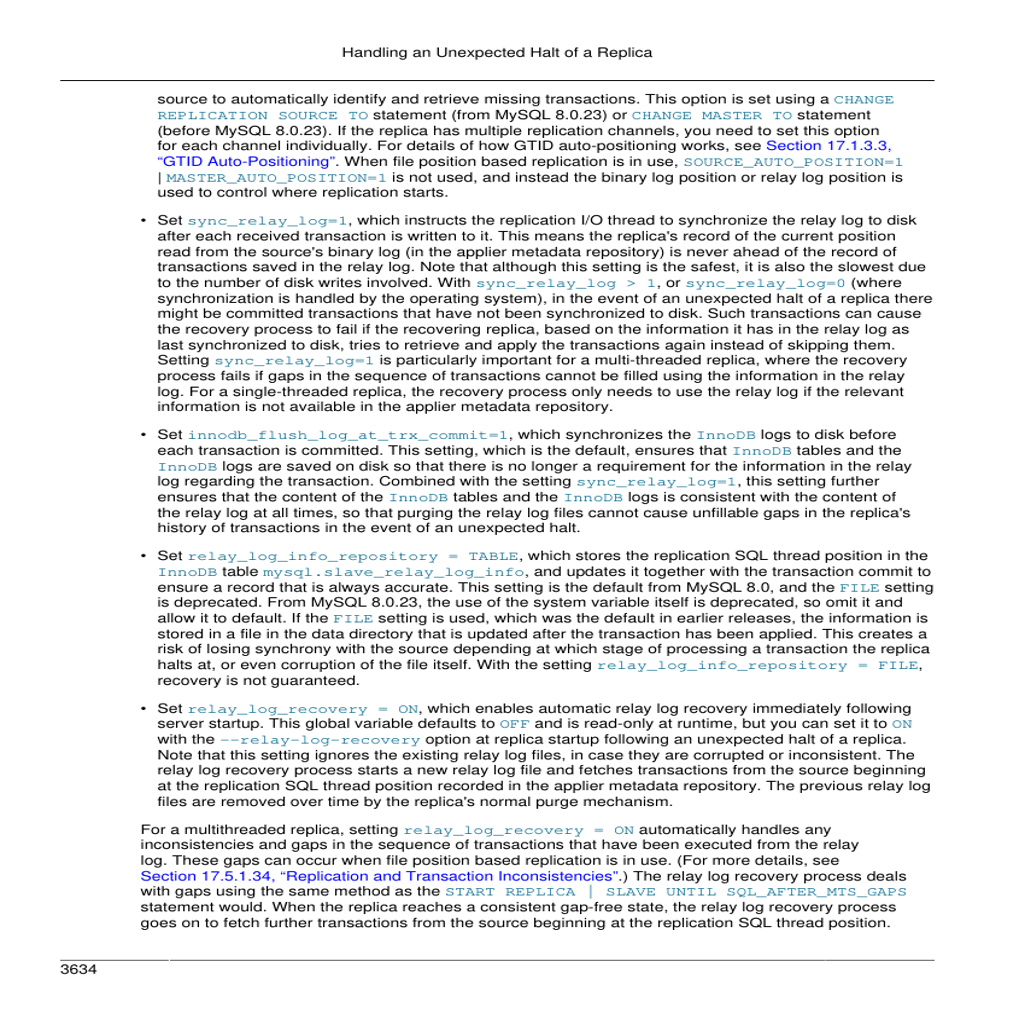 Handling an Unexpected Halt of a Replica
source to automatically identify and retrieve missing transactions. This option is set using a CHANGE
REPLICATION SOURCE TO statement (from MySQL 8.0.23) or CHANGE MASTER TO statement
(before MySQL 8.0.23). If the replica has multiple replication channels, you need to set this option
for each channel individually. For details of how GTID auto-positioning works, see Section 17.1.3.3,
“GTID Auto-Positioning”. When file position based replication is in use, SOURCE_AUTO_POSITION=1
| MASTER_AUTO_POSITION=1 is not used, and instead the binary log position or relay log position is
used to control where replication starts.
• Set sync_relay_log=1, which instructs the replication I/O thread to synchronize the relay log to disk
after each received transaction is written to it. This means the replica's record of the current position
read from the source's binary log (in the applier metadata repository) is never ahead of the record of
transactions saved in the relay log. Note that although this setting is the safest, it is also the slowest due
to the number of disk writes involved. With sync_relay_log > 1, or sync_relay_log=0 (where
synchronization is handled by the operating system), in the event of an unexpected halt of a replica there
might be committed transactions that have not been synchronized to disk. Such transactions can cause
the recovery process to fail if the recovering replica, based on the information it has in the relay log as
last synchronized to disk, tries to retrieve and apply the transactions again instead of skipping them.
Setting sync_relay_log=1 is particularly important for a multi-threaded replica, where the recovery
process fails if gaps in the sequence of transactions cannot be filled using the information in the relay
log. For a single-threaded replica, the recovery process only needs to use the relay log if the relevant
information is not available in the applier metadata repository.
• Set innodb_flush_log_at_trx_commit=1, which synchronizes the InnoDB logs to disk before
each transaction is committed. This setting, which is the default, ensures that InnoDB tables and the
InnoDB logs are saved on disk so that there is no longer a requirement for the information in the relay
log regarding the transaction. Combined with the setting sync_relay_log=1, this setting further
ensures that the content of the InnoDB tables and the InnoDB logs is consistent with the content of
the relay log at all times, so that purging the relay log files cannot cause unfillable gaps in the replica's
history of transactions in the event of an unexpected halt.
• Set relay_log_info_repository = TABLE, which stores the replication SQL thread position in the
InnoDB table mysql.slave_relay_log_info, and updates it together with the transaction commit to
ensure a record that is always accurate. This setting is the default from MySQL 8.0, and the FILE setting
is deprecated. From MySQL 8.0.23, the use of the system variable itself is deprecated, so omit it and
allow it to default. If the FILE setting is used, which was the default in earlier releases, the information is
stored in a file in the data directory that is updated after the transaction has been applied. This creates a
risk of losing synchrony with the source depending at which stage of processing a transaction the replica
halts at, or even corruption of the file itself. With the setting relay_log_info_repository = FILE,
recovery is not guaranteed.
• Set relay_log_recovery = ON, which enables automatic relay log recovery immediately following
server startup. This global variable defaults to OFF and is read-only at runtime, but you can set it to ON
with the --relay-log-recovery option at replica startup following an unexpected halt of a replica.
Note that this setting ignores the existing relay log files, in case they are corrupted or inconsistent. The
relay log recovery process starts a new relay log file and fetches transactions from the source beginning
at the replication SQL thread position recorded in the applier metadata repository. The previous relay log
files are removed over time by the replica's normal purge mechanism.
For a multithreaded replica, setting relay_log_recovery = ON automatically handles any
inconsistencies and gaps in the sequence of transactions that have been executed from the relay
log. These gaps can occur when file position based replication is in use. (For more details, see
Section 17.5.1.34, “Replication and Transaction Inconsistencies”.) The relay log recovery process deals
with gaps using the same method as the START REPLICA | SLAVE UNTIL SQL_AFTER_MTS_GAPS
statement would. When the replica reaches a consistent gap-free state, the relay log recovery process
goes on to fetch further transactions from the source beginning at the replication SQL thread position.
3634